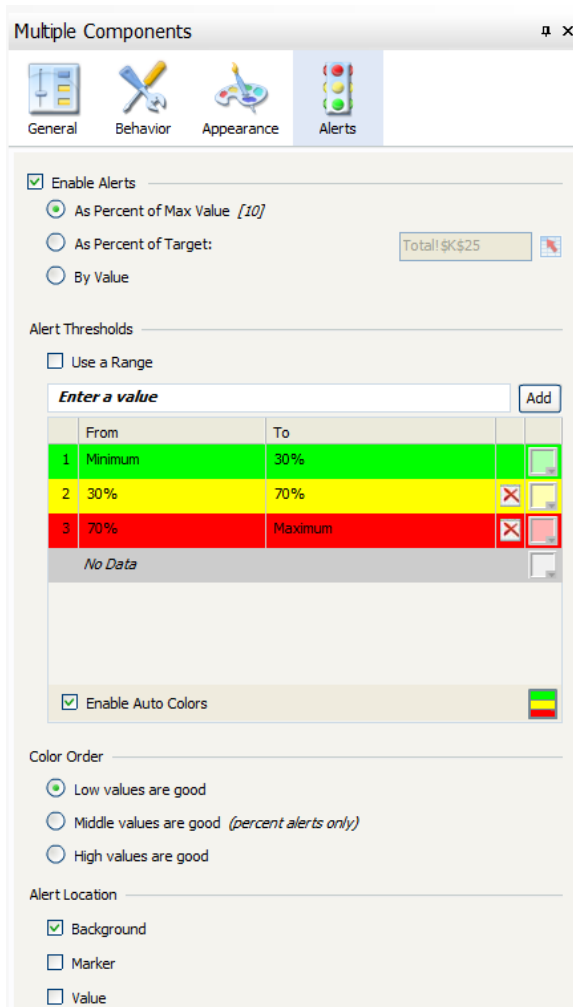 Multiple Components
General Behavior Appearance Alerts
Enable Alerts
As Percent of Max Value [10]
As Percent of Target: Total!$K$25
By Value
Alert Thresholds
Use a Range
Enter a value Add
From To
1 Minimum 30%
2 30% 70%
3 70% Maximum
No Data
Enable Auto Colors
Color Order
Low values are good
Middle values are good (percent alerts only)
High values are good
Alert Location
Background
Marker
Value